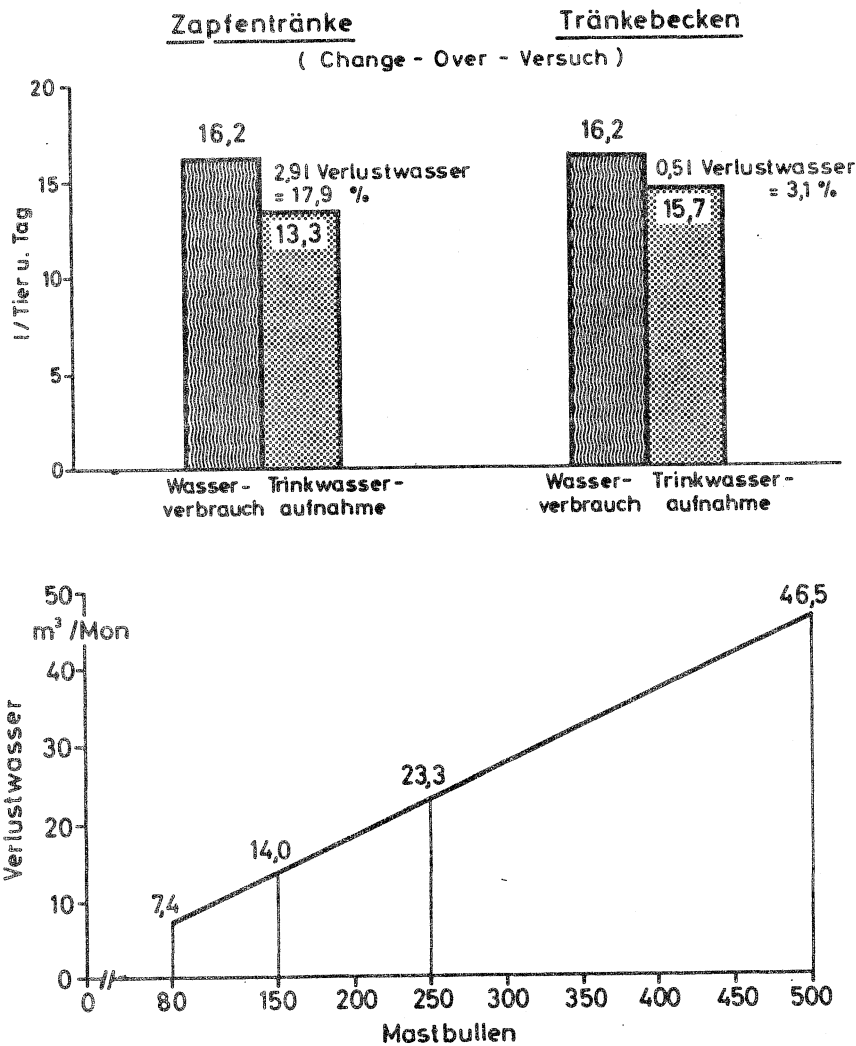 Zapfentränke Tränkebecken
( Change - Over - Versuch )
20
15
10
5
0
l/Tier u. Tag
16,2
2,9l Verlustwasser
= 17,9 %
13,3
16,2
0,5l Verlustwasser
= 3,1 %
15,7
Wasser- Trinkwasser-
verbrauch aufnahme
Wasser- Trinkwasser-
verbrauch aufnahme
50
m³/Mon
40
30
20
10
0
Verlustwasser
7,4
14,0
23,3
46,5
0 80 150 200 250 300 350 400 450 500
Mastbullen